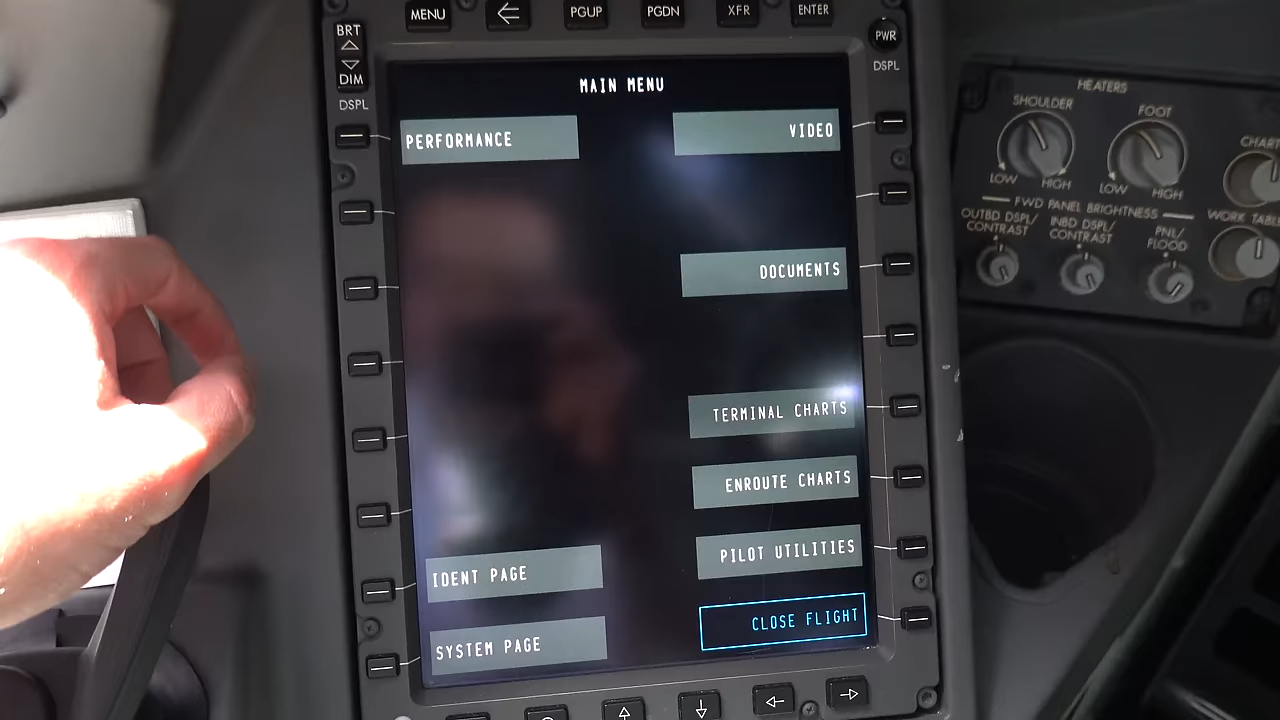 MENU
PGUP
PGDN
XFR
ENTER
BRT
DIM
DSPL
PWR
DSPL
MAIN MENU
PERFORMANCE
VIDEO
DOCUMENTS
TERMINAL CHARTS
ENROUTE CHARTS
PILOT UTILITIES
CLOSE FLIGHT
IDENT PAGE
SYSTEM PAGE
HEATERS
SHOULDER
FOOT
LOW
HIGH
LOW
HIGH
CHART
FWD PANEL BRIGHTNESS
OUTBD DSPL/
CONTRAST
INBD DSPL/
CONTRAST
PNL/
FLOOD
WORK TABL